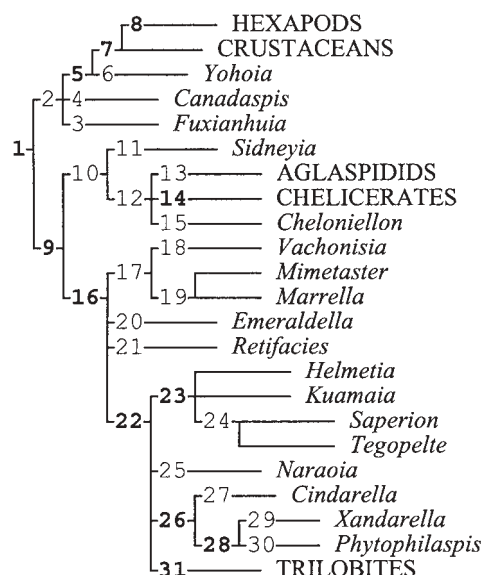 8 HEXAPODS
7 CRUSTACEANS
5 6 Yohoia
2 4 Canadaspis
3 Fuxianhuia
1 11 Sidneyia
10 13 AGLASPIDIDS
12 14 CHELICERATES
15 Cheloniellon
9 18 Vachonisia
17 Mimetaster
16 19 Marrella
20 Emeraldella
21 Retifacies
Helmetia
23 Kuamaia
22 24 Saperion
Tegopelte
25 Naraoia
27 Cindarella
26 29 Xandarella
28 30 Phytophilaspis
31 TRILOBITES